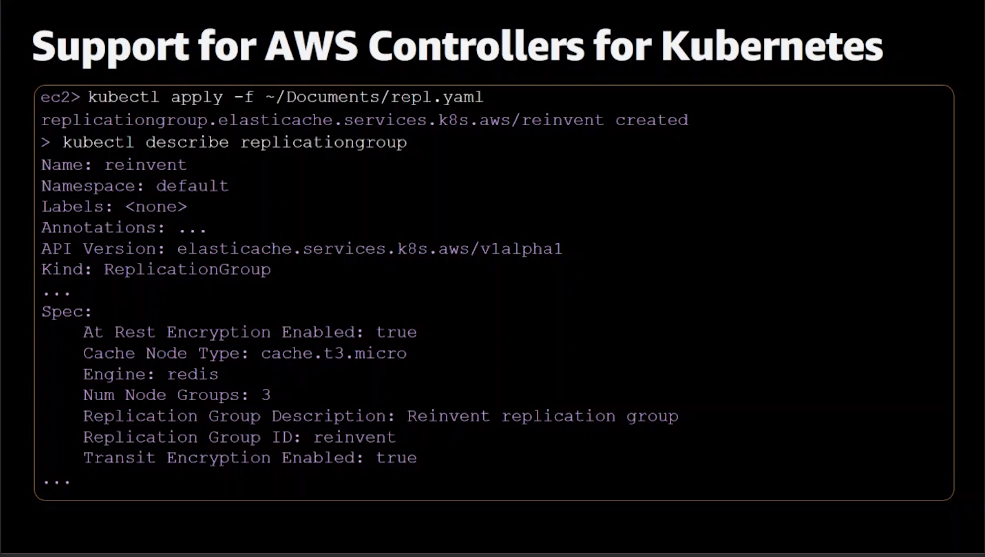 Support for AWS Controllers for Kubernetes
ec2> kubectl apply -f ~/Documents/repl.yaml
replicationgroup.elasticache.services.k8s.aws/reinvent created
> kubectl describe replicationgroup
Name: reinvent
Namespace: default
Labels: <none>
Annotations: ...
API Version: elasticache.services.k8s.aws/v1alpha1
Kind: ReplicationGroup
...
Spec:
At Rest Encryption Enabled: true
Cache Node Type: cache.t3.micro
Engine: redis
Num Node Groups: 3
Replication Group Description: Reinvent replication group
Replication Group ID: reinvent
Transit Encryption Enabled: true
...